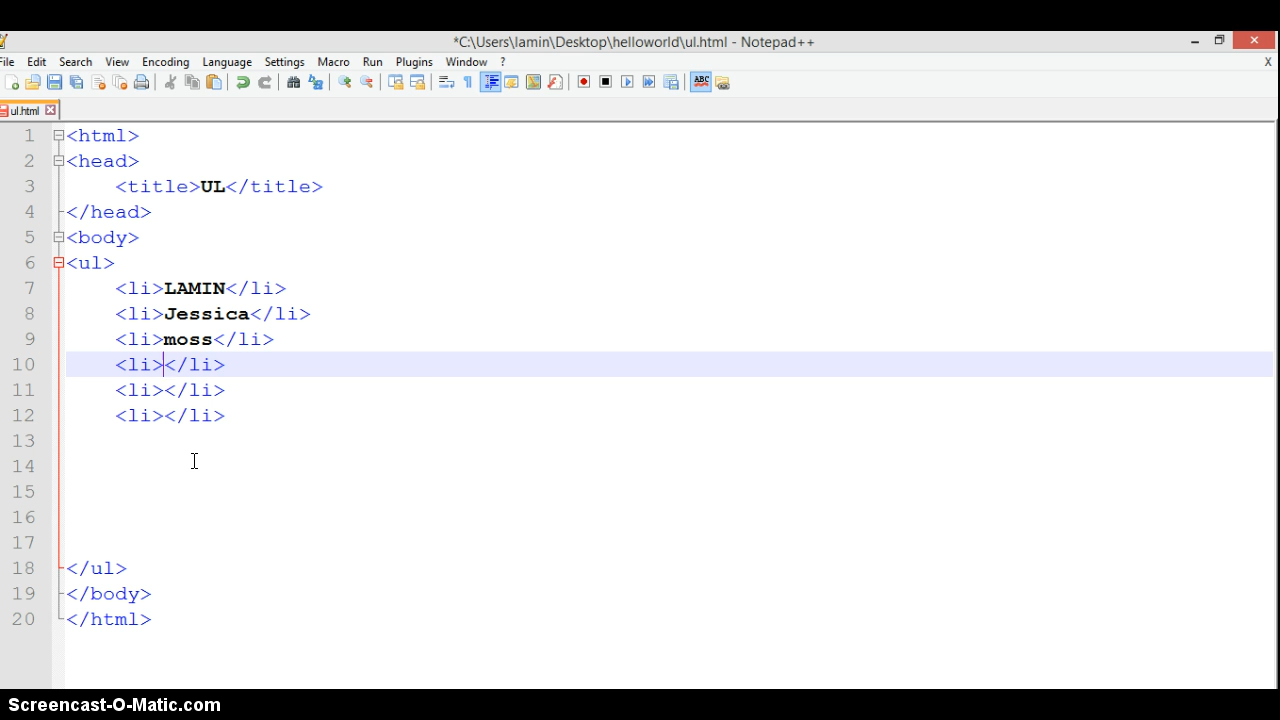 *C:\Users\lamin\Desktop\helloworld\ul.html - Notepad++
File Edit Search View Encoding Language Settings Macro Run Plugins Window ? X
ABC
ul.html
1 <html>
2 <head>
3 <title>UL</title>
4 </head>
5 <body>
6 <ul>
7 <li>LAMIN</li>
8 <li>Jessica</li>
9 <li>moss</li>
10 <li></li>
11 <li></li>
12 <li></li>
13
14
15
16
17
18 </ul>
19 </body>
20 </html>
Screencast-O-Matic.com